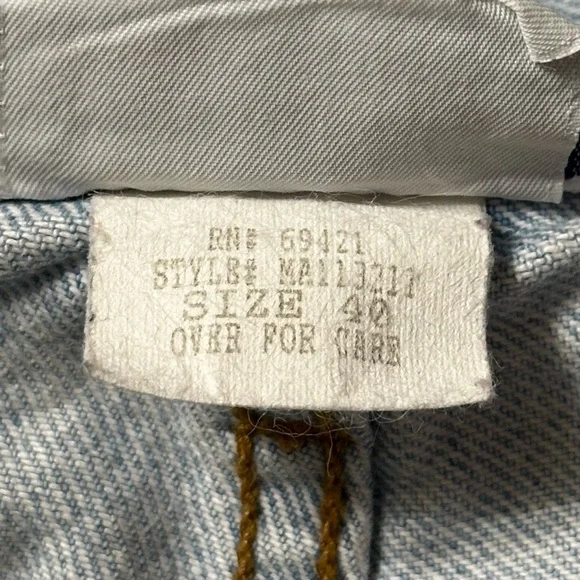 RN# 69421
STYLE# MA113211
SIZE 40
OVER FOR CARE